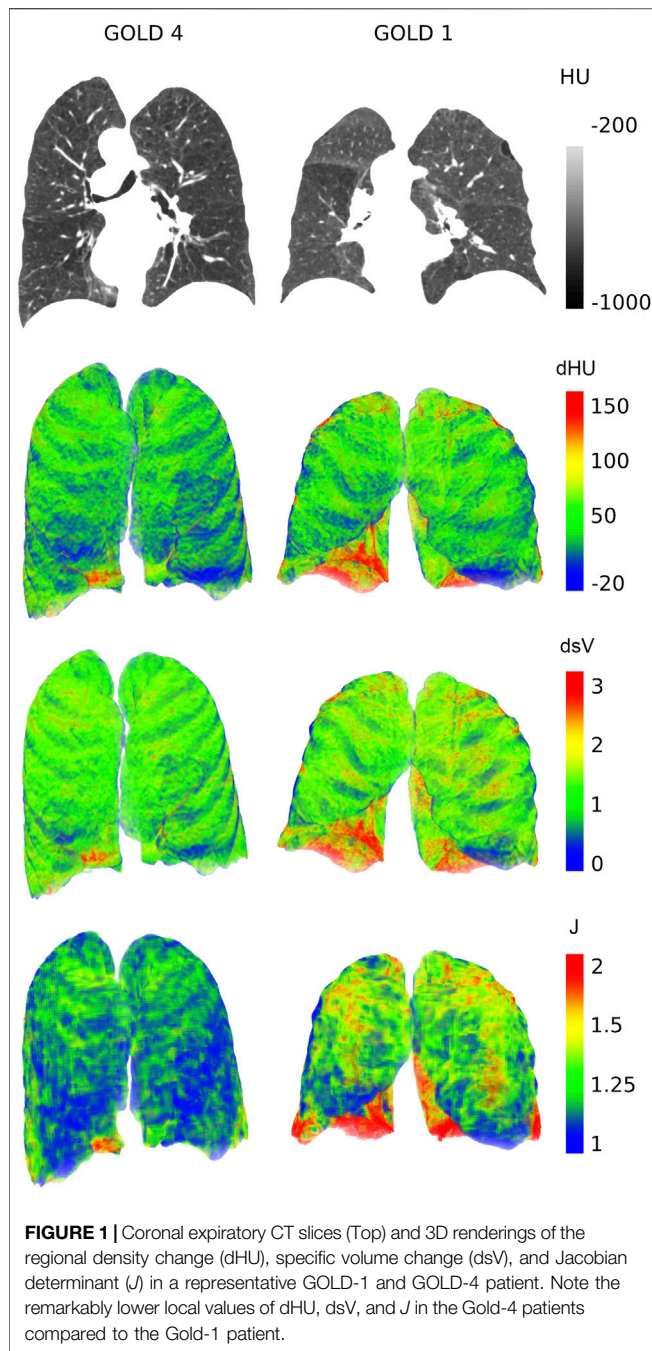 GOLD 4 GOLD 1
HU
-200
-1000
dHU
150
100
50
-20
dsV
3
2
1
0
J
2
1.5
1.25
1
FIGURE 1 | Coronal expiratory CT slices (Top) and 3D renderings of the
regional density change (dHU), specific volume change (dsV), and Jacobian
determinant (J) in a representative GOLD-1 and GOLD-4 patient. Note the
remarkably lower local values of dHU, dsV, and J in the Gold-4 patients
compared to the Gold-1 patient.